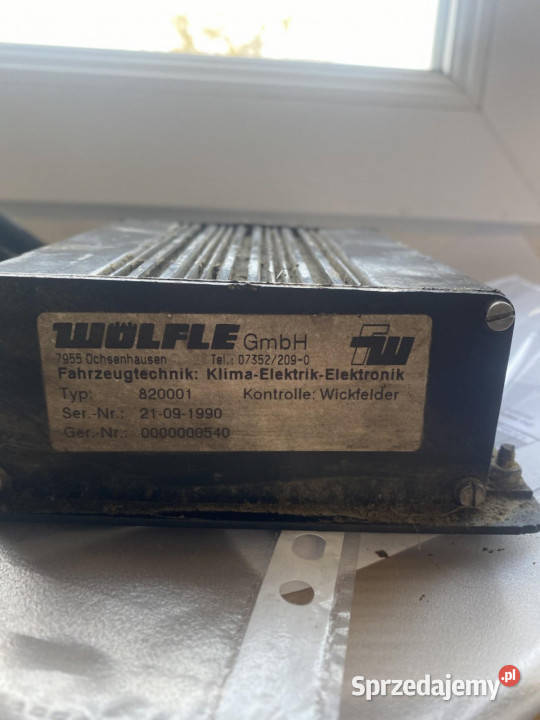 WÖLFLE GmbH
7955 Ochsenhausen Tel.: 07352/209-0
Fahrzeugtechnik: Klima-Elektrik-Elektronik
Typ: 820001 Kontrolle: Wickfelder
Ser.-Nr.: 21-09-1990
Ger.-Nr.: 0000000540
fW
Sprzedajemy.pl